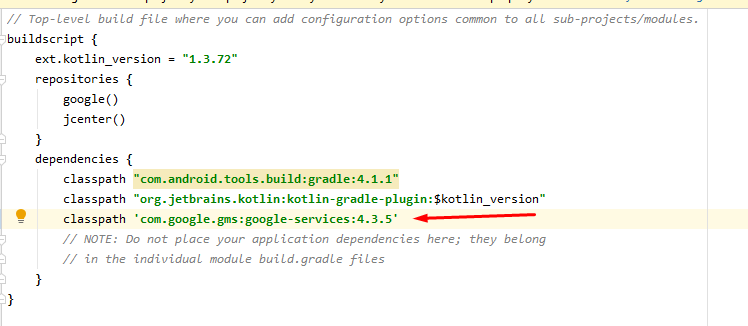 // Top-level build file where you can add configuration options common to all sub-projects/modules.
buildscript {
    ext.kotlin_version = "1.3.72"
    repositories {
        google()
        jcenter()
    }
    dependencies {
        classpath "com.android.tools.build:gradle:4.1.1"
        classpath "org.jetbrains.kotlin:kotlin-gradle-plugin:$kotlin_version"
        classpath 'com.google.gms:google-services:4.3.5'
        // NOTE: Do not place your application dependencies here; they belong
        // in the individual module build.gradle files
    }
}